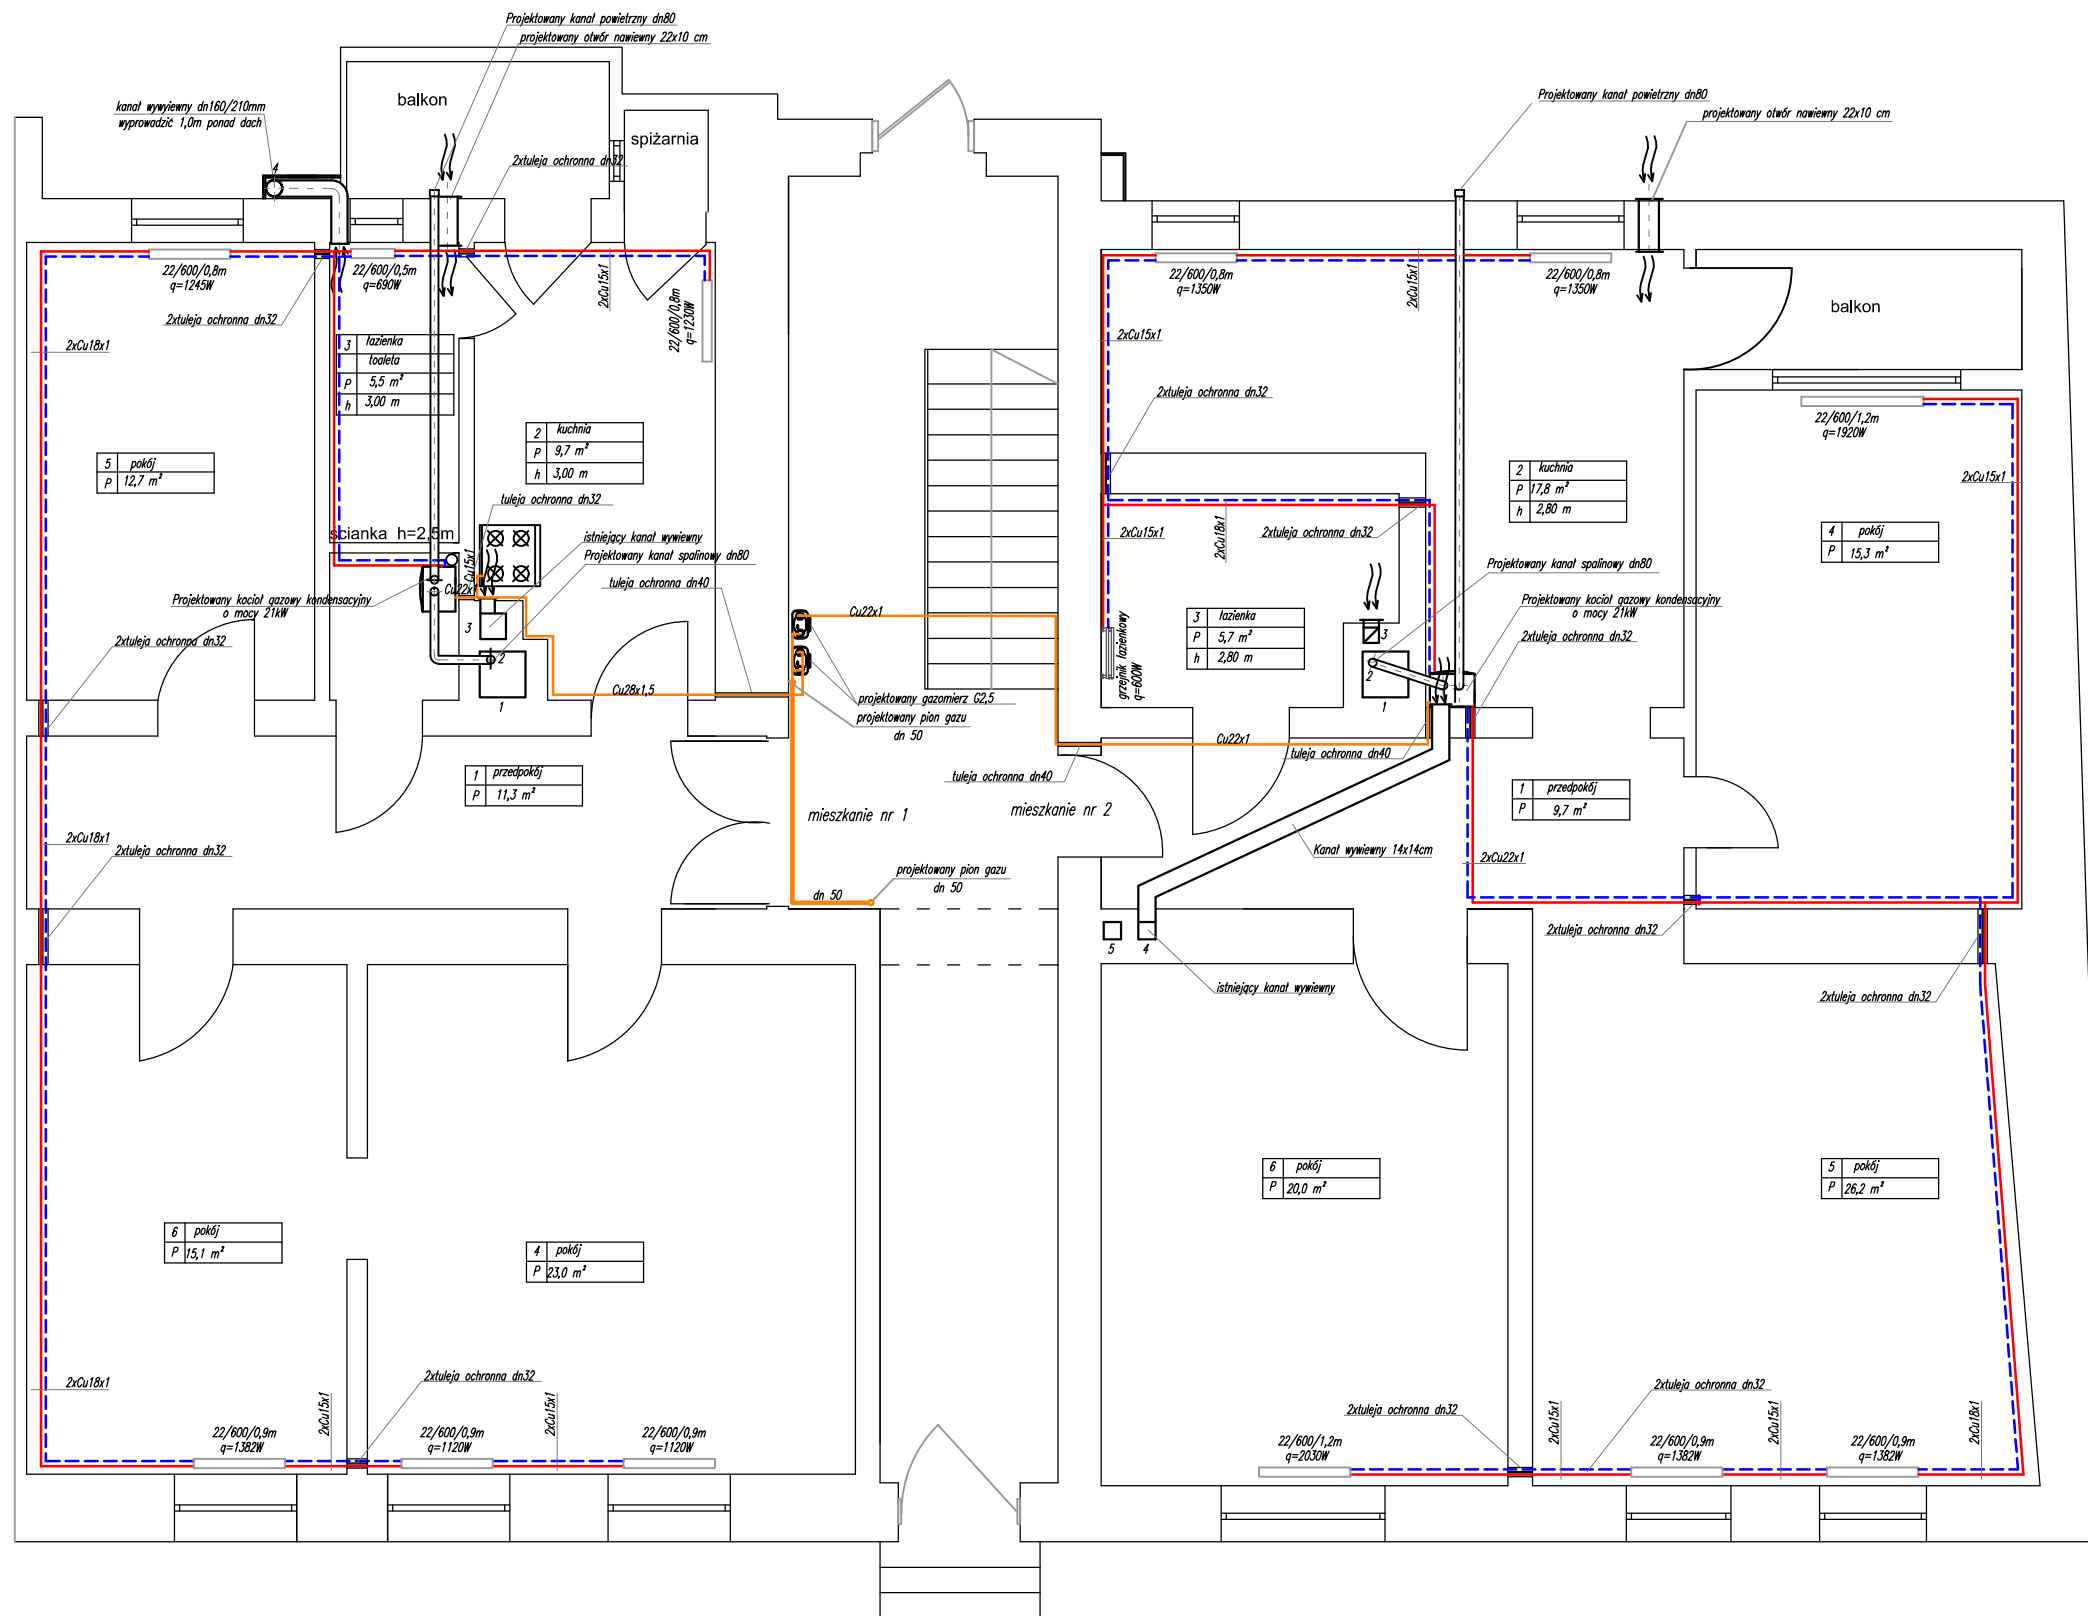 Projektowany kanał powietrzny dn80
projektowany otwór nawiewny 22x10 cm
kanał wywyiewny dn160/210mm
wyprowadzić 1,0m ponad dach
4
balkon
spiżarnia
2xtuleja ochronna dn32
Projektowany kanał powietrzny dn80
projektowany otwór nawiewny 22x10 cm
22/600/0,8m
q=1245W
22/600/0,5m
q=690W
2xCu15x1
22/600/0,8m
q=1230W
2xtuleja ochronna dn32
2xCu18x1
3 łazienka
toaleta
P 5,5 m²
h 3,00 m
2 kuchnia
P 9,7 m²
h 3,00 m
5 pokój
P 12,7 m²
tuleja ochronna dn32
ścianka h=2,5m
istniejący kanał wywiewny
Projektowany kanał spalinowy dn80
tuleja ochronna dn40
Cu15x1
Cu22x1
Projektowany kocioł gazowy kondensacyjny
o mocy 21kW
3
2
1
2xtuleja ochronna dn32
Cu28x1,5
Cu22x1
projektowany gazomierz G2,5
projektowany pion gazu
dn 50
1 przedpokój
P 11,3 m²
mieszkanie nr 1
mieszkanie nr 2
2xCu18x1
2xtuleja ochronna dn32
projektowany pion gazu
dn 50
dn 50
22/600/0,8m
q=1350W
2xCu15x1
22/600/0,8m
q=1350W
balkon
2xCu15x1
2xtuleja ochronna dn32
22/600/1,2m
q=1920W
2 kuchnia
P 17,8 m²
h 2,80 m
2xCu15x1
4 pokój
P 15,3 m²
2xCu15x1
2xCu18x1
2xtuleja ochronna dn32
Projektowany kanał spalinowy dn80
Projektowany kocioł gazowy kondensacyjny
o mocy 21kW
2xtuleja ochronna dn32
3 łazienka
P 5,7 m²
h 2,80 m
grzejnik łazienkowy
q=600W
3
2
1
Cu22x1
tuleja ochronna dn40
tuleja ochronna dn40
1 przedpokój
P 9,7 m²
Kanał wywiewny 14x14cm
2xCu22x1
5
4
2xtuleja ochronna dn32
istniejący kanał wywiewny
2xtuleja ochronna dn32
6 pokój
P 20,0 m²
5 pokój
P 26,2 m²
6 pokój
P 15,1 m²
4 pokój
P 23,0 m²
2xCu18x1
2xtuleja ochronna dn32
2xCu15x1
2xCu15x1
22/600/0,9m
q=1382W
22/600/0,9m
q=1120W
22/600/0,9m
q=1120W
2xtuleja ochronna dn32
2xtuleja ochronna dn32
2xCu15x1
2xCu15x1
2xCu18x1
22/600/1,2m
q=2030W
22/600/0,9m
q=1382W
22/600/0,9m
q=1382W